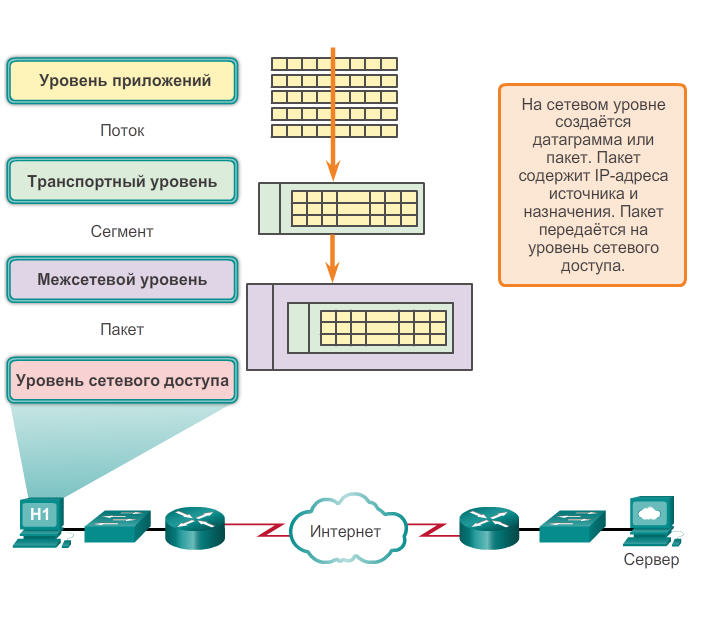 Уровень приложений
Поток
Транспортный уровень
Сегмент
Межсетевой уровень
Пакет
Уровень сетевого доступа
На сетевом уровне
создаётся
датаграмма или
пакет. Пакет
содержит IP-адреса
источника и
назначения. Пакет
передаётся на
уровень сетевого
доступа.
H1
Интернет
Сервер